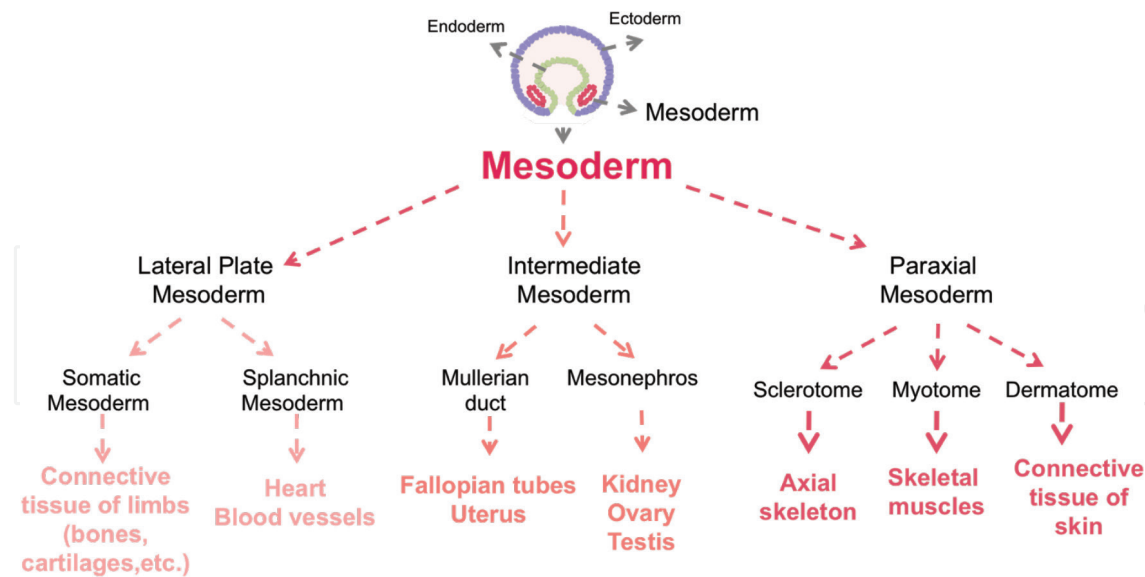 Endoderm
Ectoderm
Mesoderm
Mesoderm
Lateral Plate
Mesoderm
Intermediate
Mesoderm
Paraxial
Mesoderm
Somatic
Mesoderm
Splanchnic
Mesoderm
Mullerian
duct
Mesonephros
Sclerotome
Myotome
Dermatome
Connective
tissue of limbs
(bones,
cartilages,etc.)
Heart
Blood vessels
Fallopian tubes
Uterus
Kidney
Ovary
Testis
Axial
skeleton
Skeletal
muscles
Connective
tissue of
skin